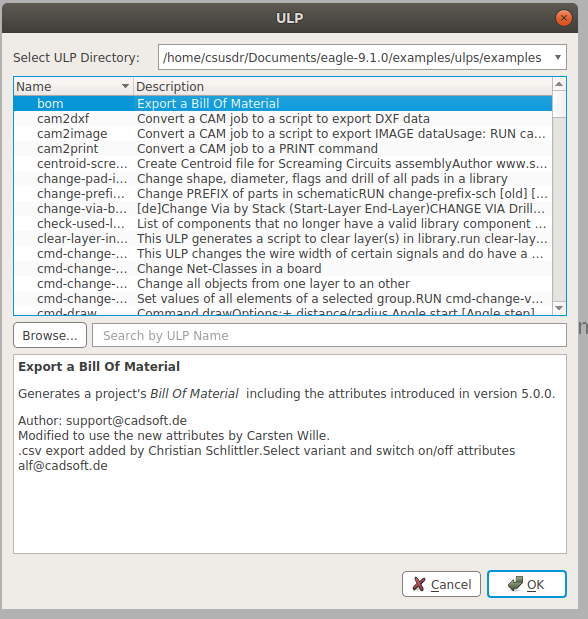 ULP
Select ULP Directory: /home/csusdr/Documents/eagle-9.1.0/examples/ulps/examples
Name Description
bom Export a Bill Of Material
cam2dxf Convert a CAM job to a script to export DXF data
cam2image Convert a CAM job to a script to export IMAGE dataUsage: RUN ca...
cam2print Convert a CAM job to a PRINT command
centroid-scre... Create Centroid file for Screaming Circuits assemblyAuthor www.s...
change-pad-i... Change shape, diameter, flags and drill of all pads in a library
change-prefi... Change PREFIX of parts in schematicRUN change-prefix-sch [old] [...
change-via-b... [de]Change Via by Stack (Start-Layer End-Layer)CHANGE VIA Drill...
check-used-l... List of components that no longer have a valid library component ...
clear-layer-in... This ULP generates a script to clear layer(s) in library.run clear-lay...
cmd-change-... This ULP changes the wire width of certain signals and do have a ...
cmd-change-... Change Net-Classes in a board
cmd-change-... Change all objects from one layer to an other
cmd-change-... Set values of all elements of a selected group.RUN cmd-change-v...
cmd-draw Command drawOptions:+ distance/radius Angle start [Angle step]
Browse... Search by ULP Name
n
Export a Bill Of Material
Generates a project's Bill Of Material including the attributes introduced in version 5.0.0.
Author: support@cadsoft.de
Modified to use the new attributes by Carsten Wille.
.csv export added by Christian Schlittler.Select variant and switch on/off attributes
alf@cadsoft.de
Cancel OK